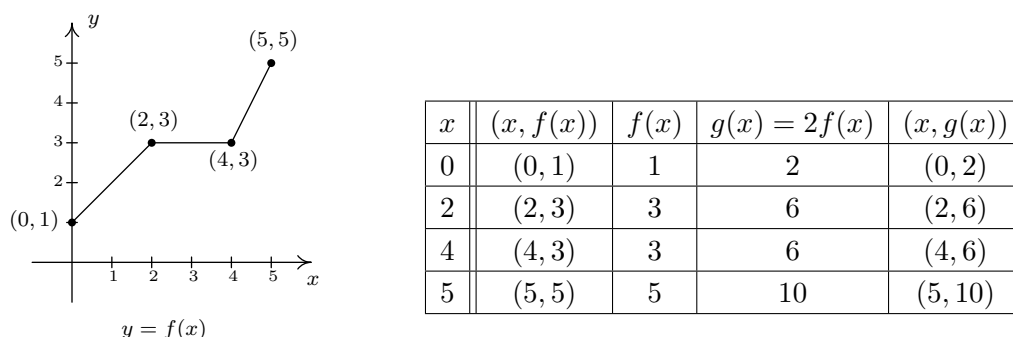 y
(5, 5)
5
4
(2, 3)
3
(4, 3)
2
(0, 1)
1 2 3 4 5
x
y = f(x)
x (x, f(x)) f(x) g(x) = 2f(x) (x, g(x))
0 (0, 1) 1 2 (0, 2)
2 (2, 3) 3 6 (2, 6)
4 (4, 3) 3 6 (4, 6)
5 (5, 5) 5 10 (5, 10)